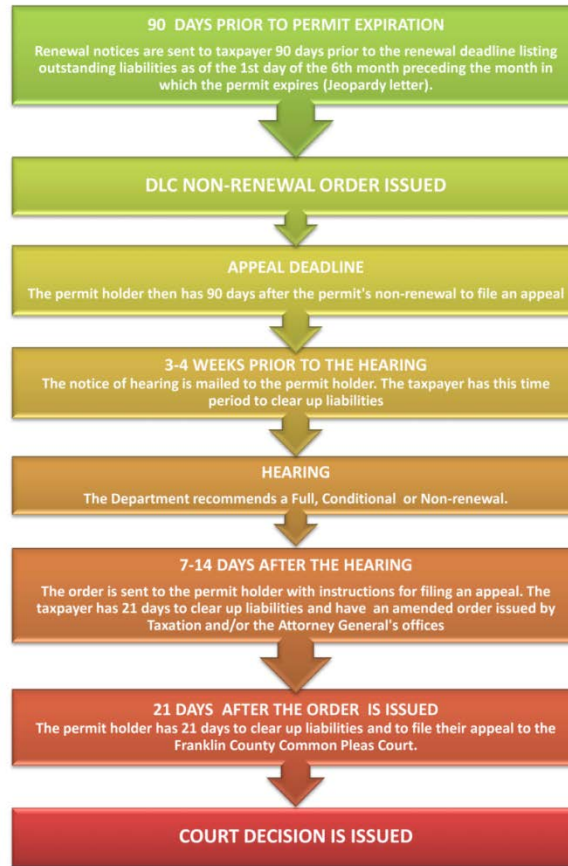 90 DAYS PRIOR TO PERMIT EXPIRATION
Renewal notices are sent to taxpayer 90 days prior to the renewal deadline listing
outstanding liabilities as of the 1st day of the 6th month preceding the month in
which the permit expires (Jeopardy letter).
DLC NON-RENEWAL ORDER ISSUED
APPEAL DEADLINE
The permit holder then has 90 days after the permit's non-renewal to file an appeal
3-4 WEEKS PRIOR TO THE HEARING
The notice of hearing is mailed to the permit holder. The taxpayer has this time
period to clear up liabilities
HEARING
The Department recommends a Full, Conditional or Non-renewal.
7-14 DAYS AFTER THE HEARING
The order is sent to the permit holder with instructions for filing an appeal. The
taxpayer has 21 days to clear up liabilities and have an amended order issued by
Taxation and/or the Attorney General's offices
21 DAYS AFTER THE ORDER IS ISSUED
The permit holder has 21 days to clear up liabilities and to file their appeal to the
Franklin County Common Pleas Court.
COURT DECISION IS ISSUED